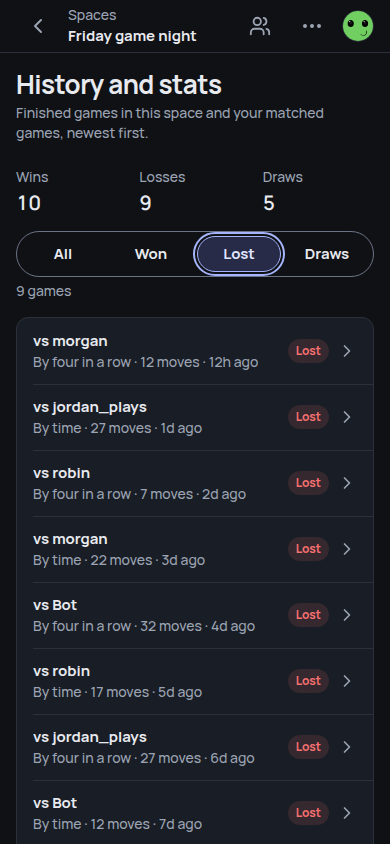 Spaces
Friday game night
History and stats
Finished games in this space and your matched
games, newest first.
Wins Losses Draws
10 9 5
All Won Lost Draws
9 games
vs morgan
By four in a row · 12 moves · 12h ago Lost
vs jordan_plays
By time · 27 moves · 1d ago Lost
vs robin
By four in a row · 7 moves · 2d ago Lost
vs morgan
By time · 22 moves · 3d ago Lost
vs Bot
By four in a row · 32 moves · 4d ago Lost
vs robin
By time · 17 moves · 5d ago Lost
vs jordan_plays
By four in a row · 27 moves · 6d ago Lost
vs Bot
By time · 12 moves · 7d ago Lost